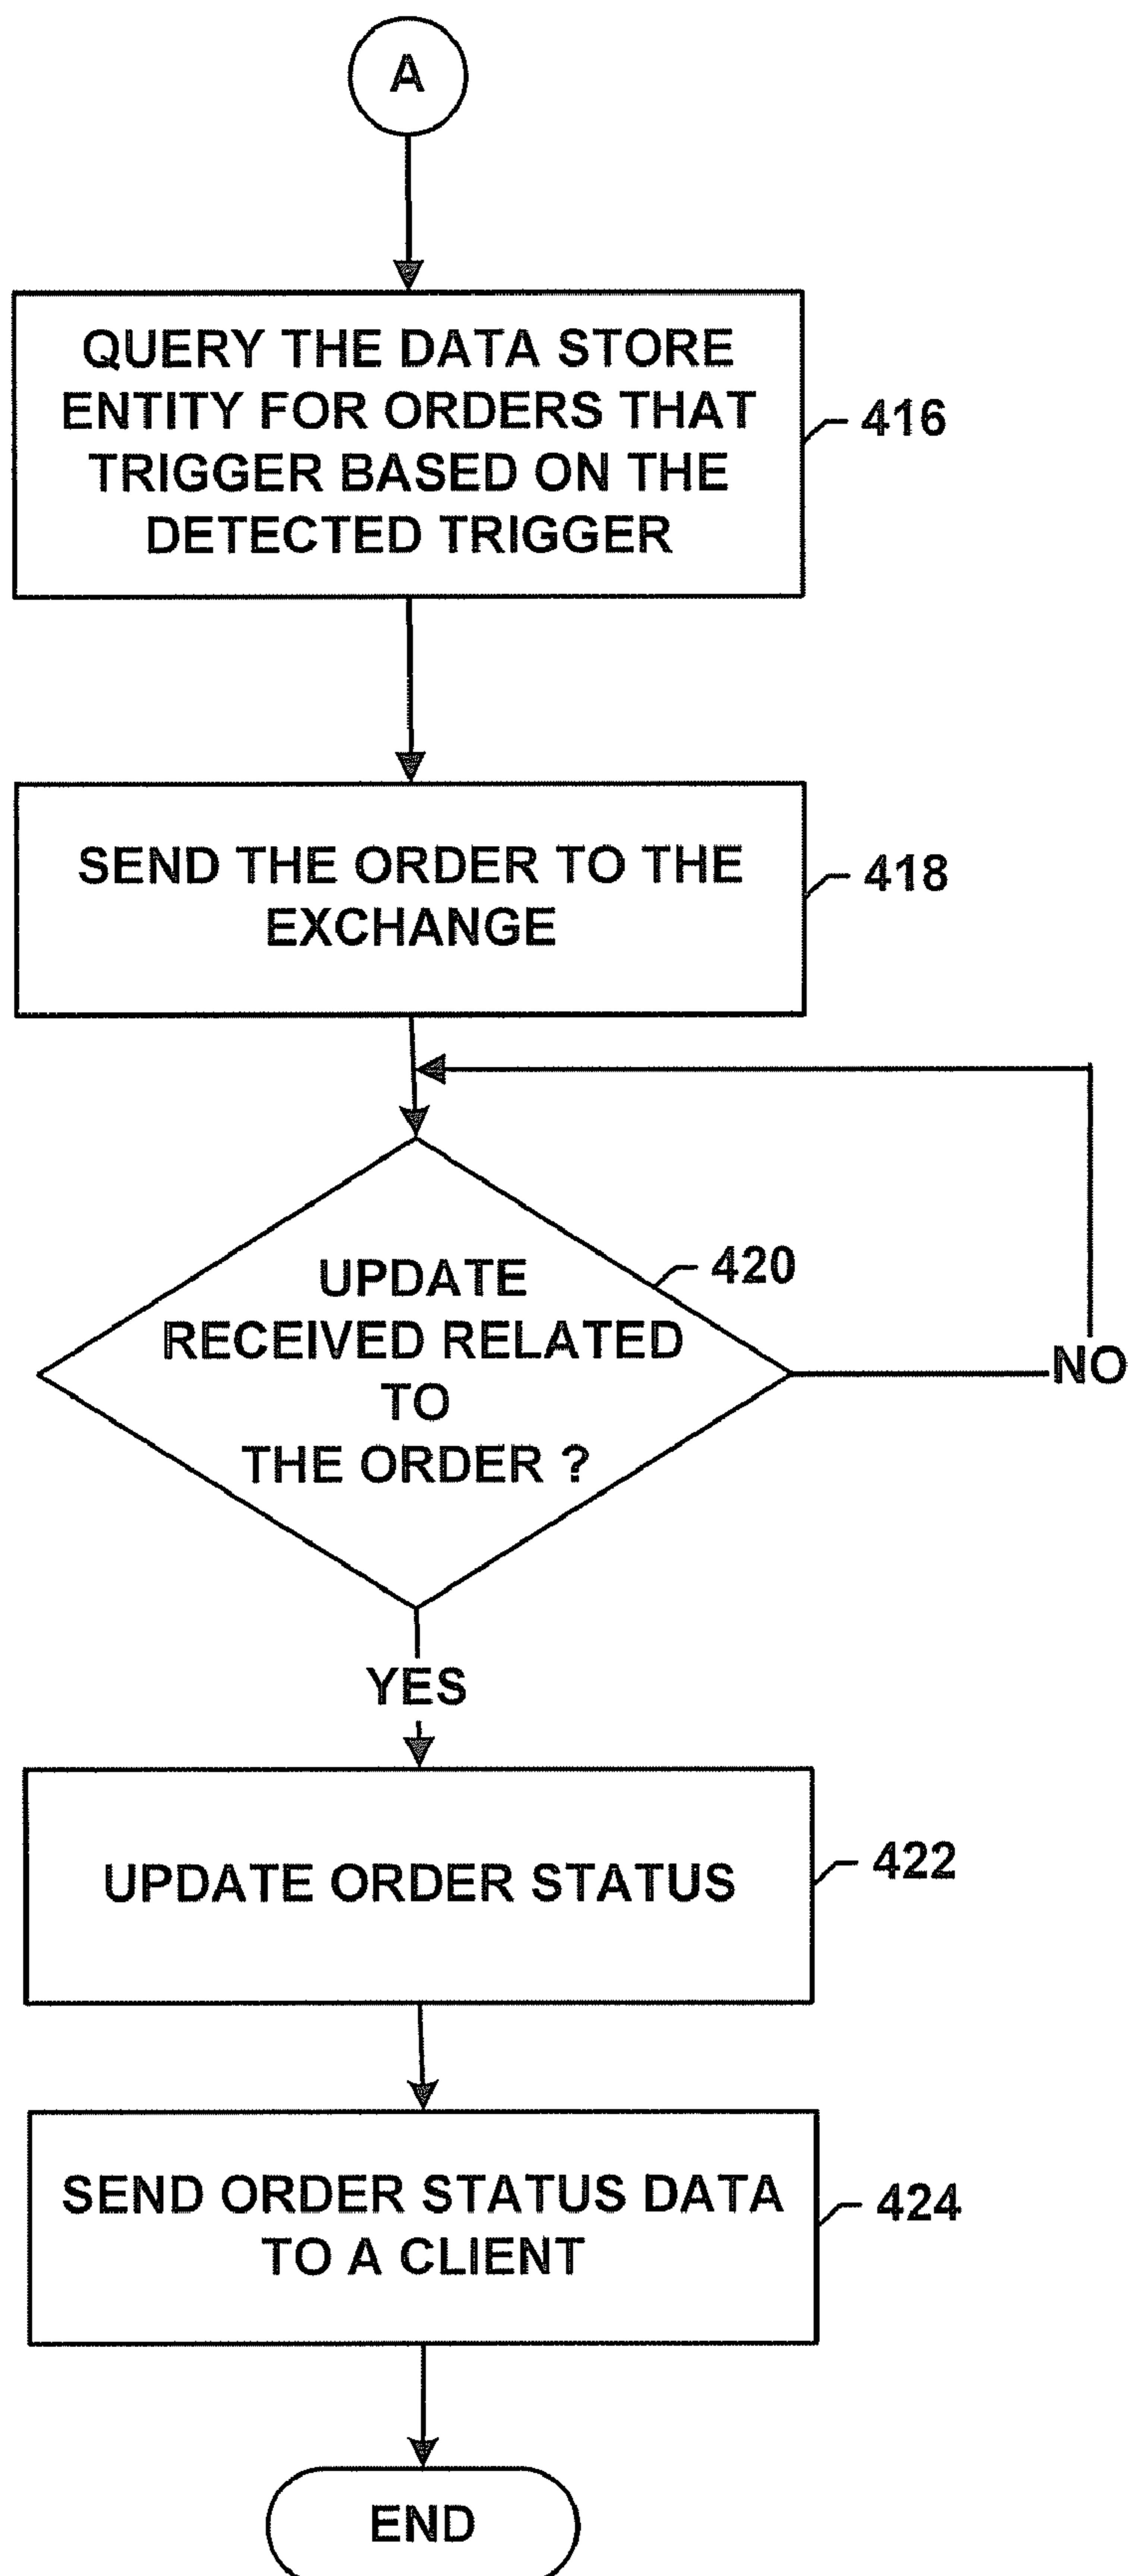 A
QUERY THE DATA STORE
ENTITY FOR ORDERS THAT
TRIGGER BASED ON THE
DETECTED TRIGGER
416
SEND THE ORDER TO THE
EXCHANGE
418
UPDATE
RECEIVED RELATED
TO
THE ORDER ?
420
NO
YES
UPDATE ORDER STATUS
422
SEND ORDER STATUS DATA
TO A CLIENT
424
END